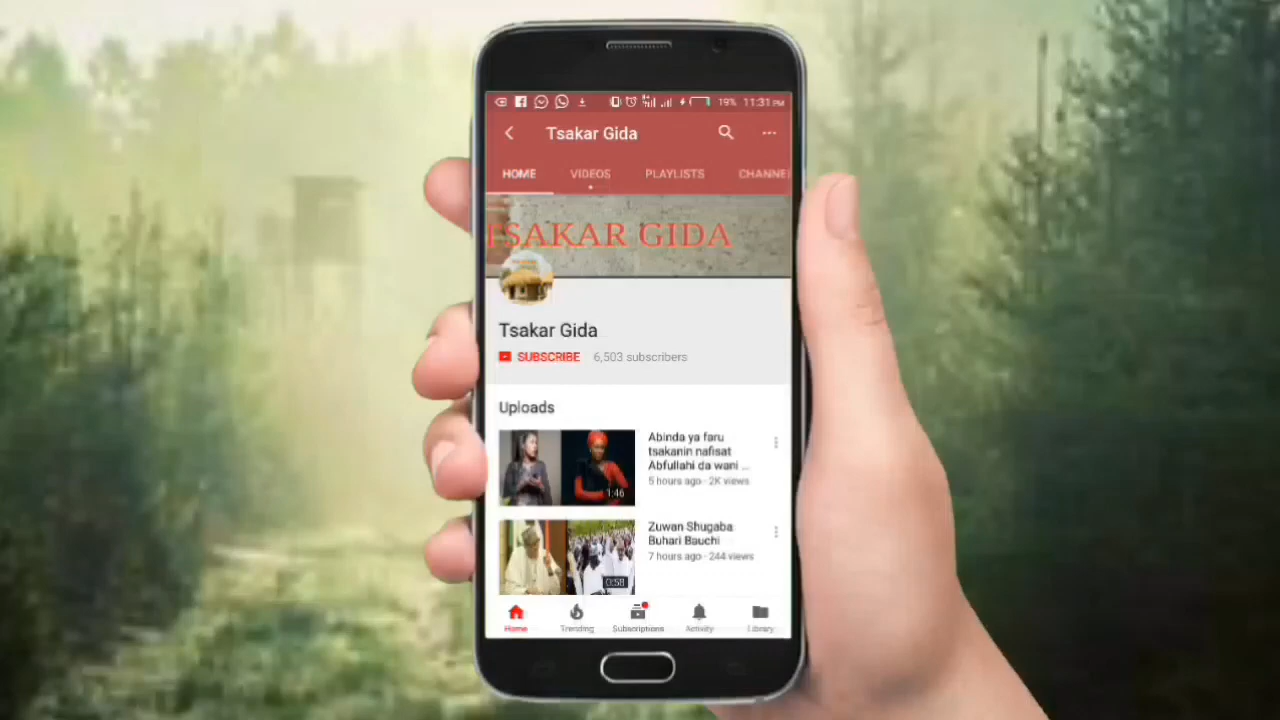 19% 11:31 PM
Tsakar Gida
HOME VIDEOS PLAYLISTS CHANNE
TSAKAR GIDA
Tsakar Gida
SUBSCRIBE 6,503 subscribers
Uploads
Abinda ya faru
tsakanin nafisat
Abfullahi da wani ...
5 hours ago · 2K views
1:46
Zuwan Shugaba
Buhari Bauchi
7 hours ago · 244 views
0:58
Home Trending Subscriptions Activity Library